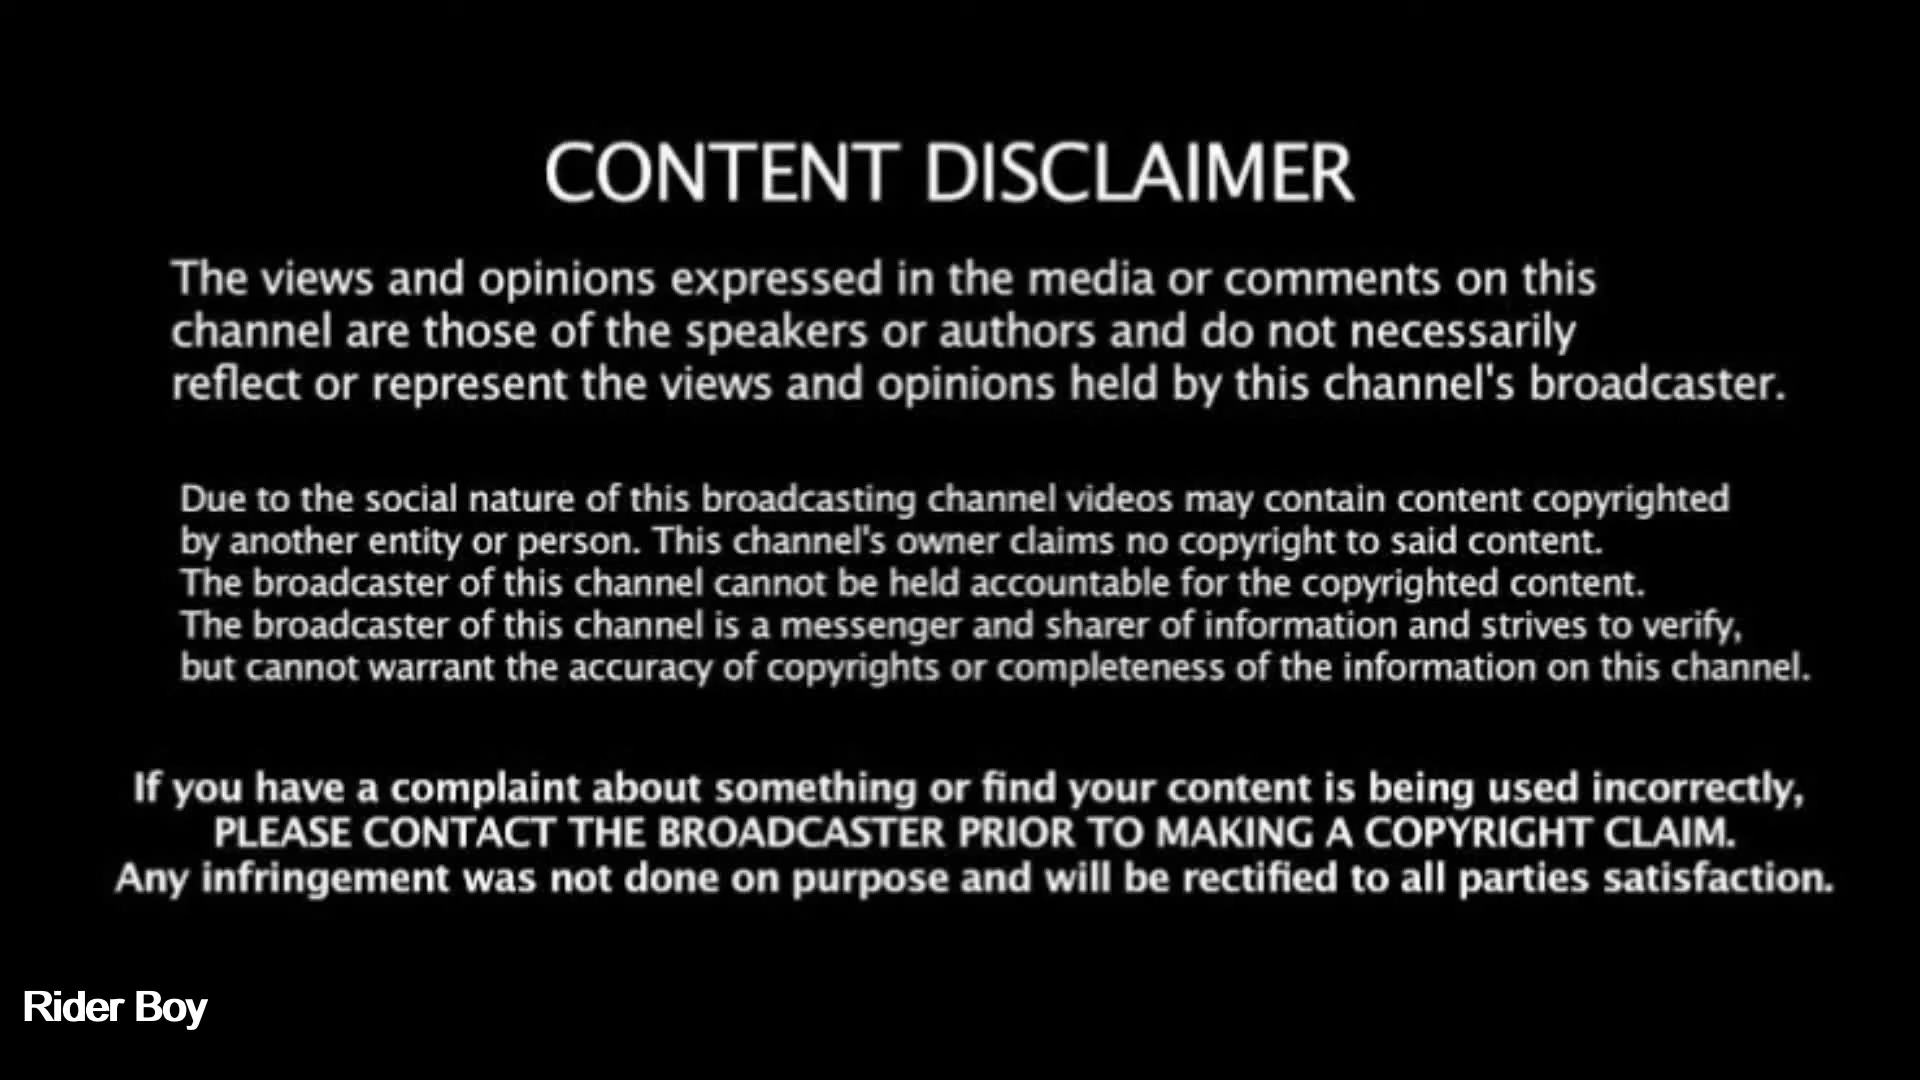 CONTENT DISCLAIMER
The views and opinions expressed in the media or comments on this
channel are those of the speakers or authors and do not necessarily
reflect or represent the views and opinions held by this channel's broadcaster.
Due to the social nature of this broadcasting channel videos may contain content copyrighted
by another entity or person. This channel's owner claims no copyright to said content.
The broadcaster of this channel cannot be held accountable for the copyrighted content.
The broadcaster of this channel is a messenger and sharer of information and strives to verify,
but cannot warrant the accuracy of copyrights or completeness of the information on this channel.
If you have a complaint about something or find your content is being used incorrectly,
PLEASE CONTACT THE BROADCASTER PRIOR TO MAKING A COPYRIGHT CLAIM.
Any infringement was not done on purpose and will be rectified to all parties satisfaction.
Rider Boy